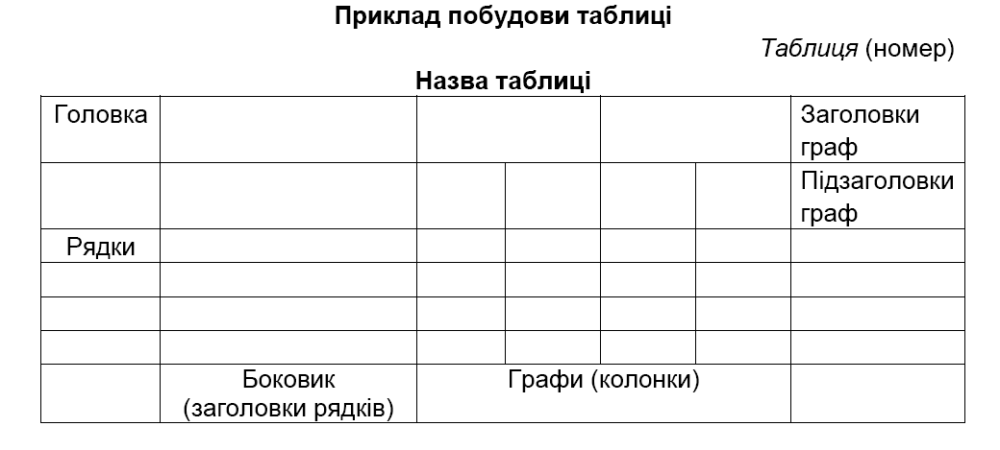 Приклад побудови таблиці
Таблиця (номер)
Назва таблиці
Головка
Заголовки
граф
Підзаголовки
граф
Рядки
Боковик
(заголовки рядків)
Графи (колонки)